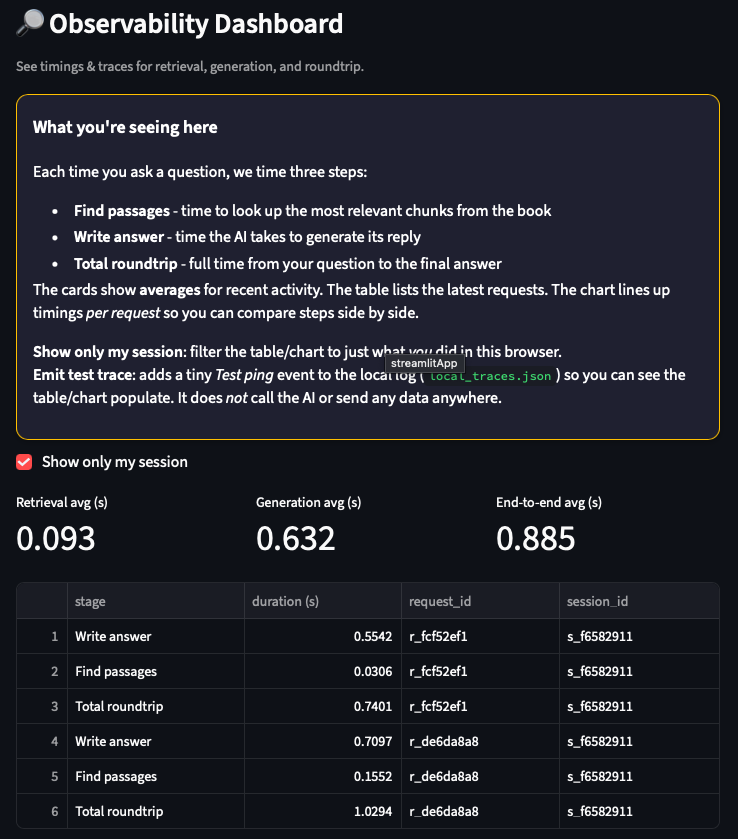 🔎 Observability Dashboard
See timings & traces for retrieval, generation, and roundtrip.
What you're seeing here
Each time you ask a question, we time three steps:
• Find passages - time to look up the most relevant chunks from the book
• Write answer - time the AI takes to generate its reply
• Total roundtrip - full time from your question to the final answer
The cards show averages for recent activity. The table lists the latest requests. The chart lines up
timings per request so you can compare steps side by side.
Show only my session: filter the table/chart to just what you did in this browser.
streamlitApp
Emit test trace: adds a tiny Test ping event to the local log ( local_traces.json ) so you can see the
table/chart populate. It does not call the AI or send any data anywhere.
Show only my session
Retrieval avg (s) Generation avg (s) End-to-end avg (s)
0.093 0.632 0.885
stage duration (s) request_id session_id
1 Write answer 0.5542 r_fcf52ef1 s_f6582911
2 Find passages 0.0306 r_fcf52ef1 s_f6582911
3 Total roundtrip 0.7401 r_fcf52ef1 s_f6582911
4 Write answer 0.7097 r_de6da8a8 s_f6582911
5 Find passages 0.1552 r_de6da8a8 s_f6582911
6 Total roundtrip 1.0294 r_de6da8a8 s_f6582911